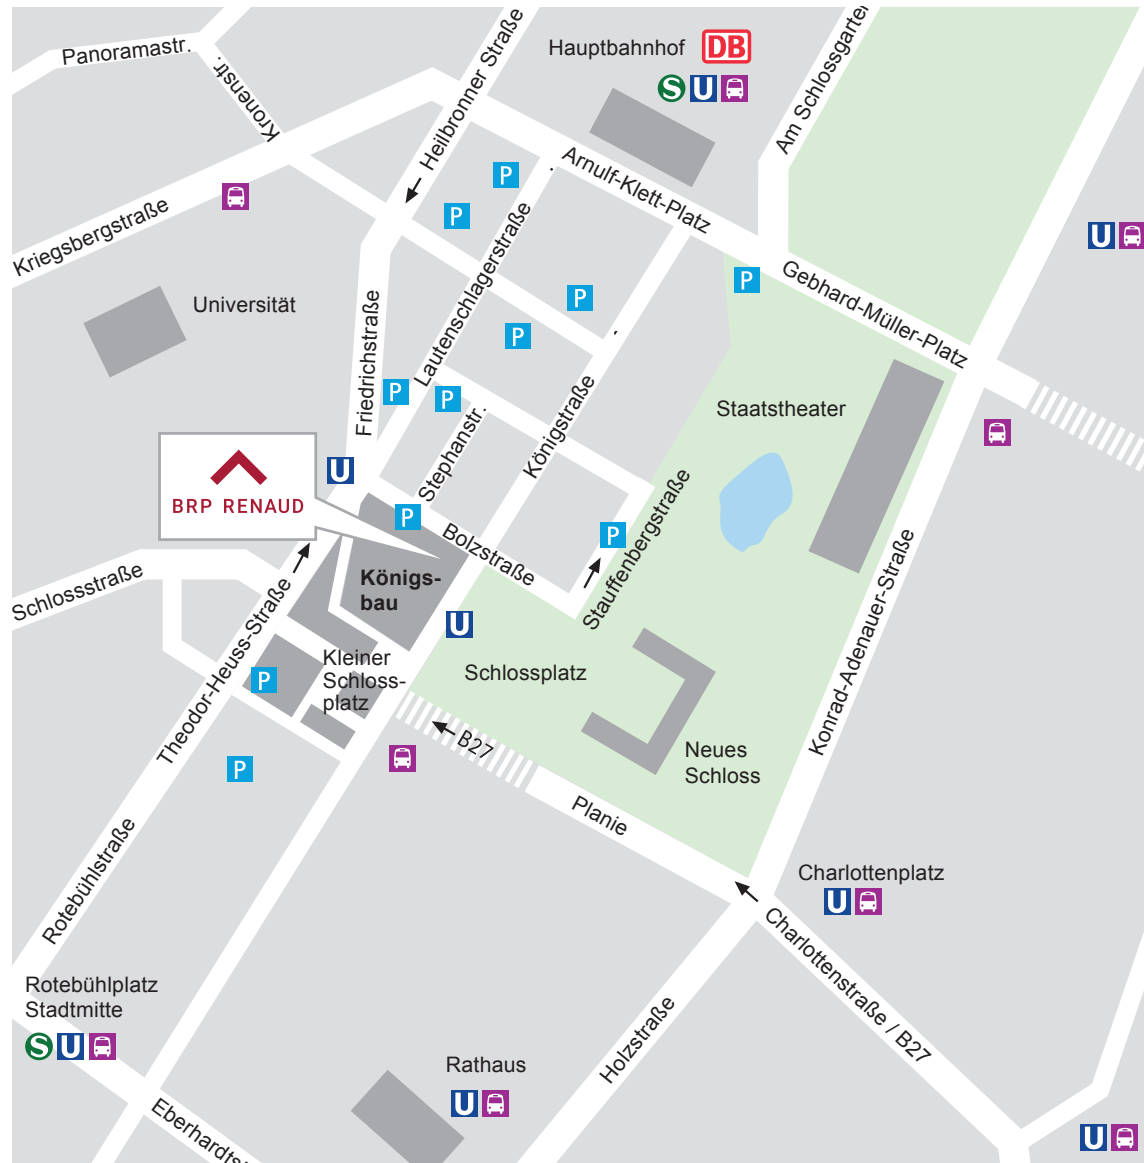 Panoramastr.
Kronenstr.
Heilbronner Straße
Hauptbahnhof
DB
S
U
Am Schlossgarten
Arnulf-Klett-Platz
P
P
Kriegsbergstraße
U
Gebhard-Müller-Platz
P
Universität
Lautenschlagerstraße
P
P
Friedrichstraße
P
P
Königstraße
Stephanstr.
Staatstheater
BRP RENAUD
U
P
Bolzstraße
P
Stauffenbergstraße
Konrad-Adenauer-Straße
Schlossstraße
Königs-
bau
U
Theodor-Heuss-Straße
P
Kleiner
Schloss-
platz
Schlossplatz
B27
P
Neues
Schloss
Planie
Rotebühlstraße
Charlottenplatz
U
Charlottenstraße / B27
Rotebühlplatz
Stadtmitte
S
U
Holzstraße
Rathaus
U
Eberhardtst
U